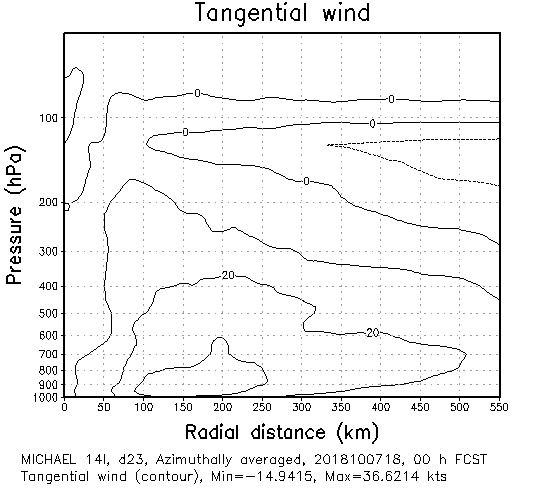 Tangential wind
0
0
0
0
20
20
Pressure (hPa)
100
200
300
400
500
600
700
800
900
1000
0 50 100 150 200 250 300 350 400 450 500 550
Radial distance (km)
MICHAEL 14l, d23, Azimuthally averaged, 2018100718, 00 h FCST
Tangential wind (contour), Min=−14.9415, Max=36.6214 kts